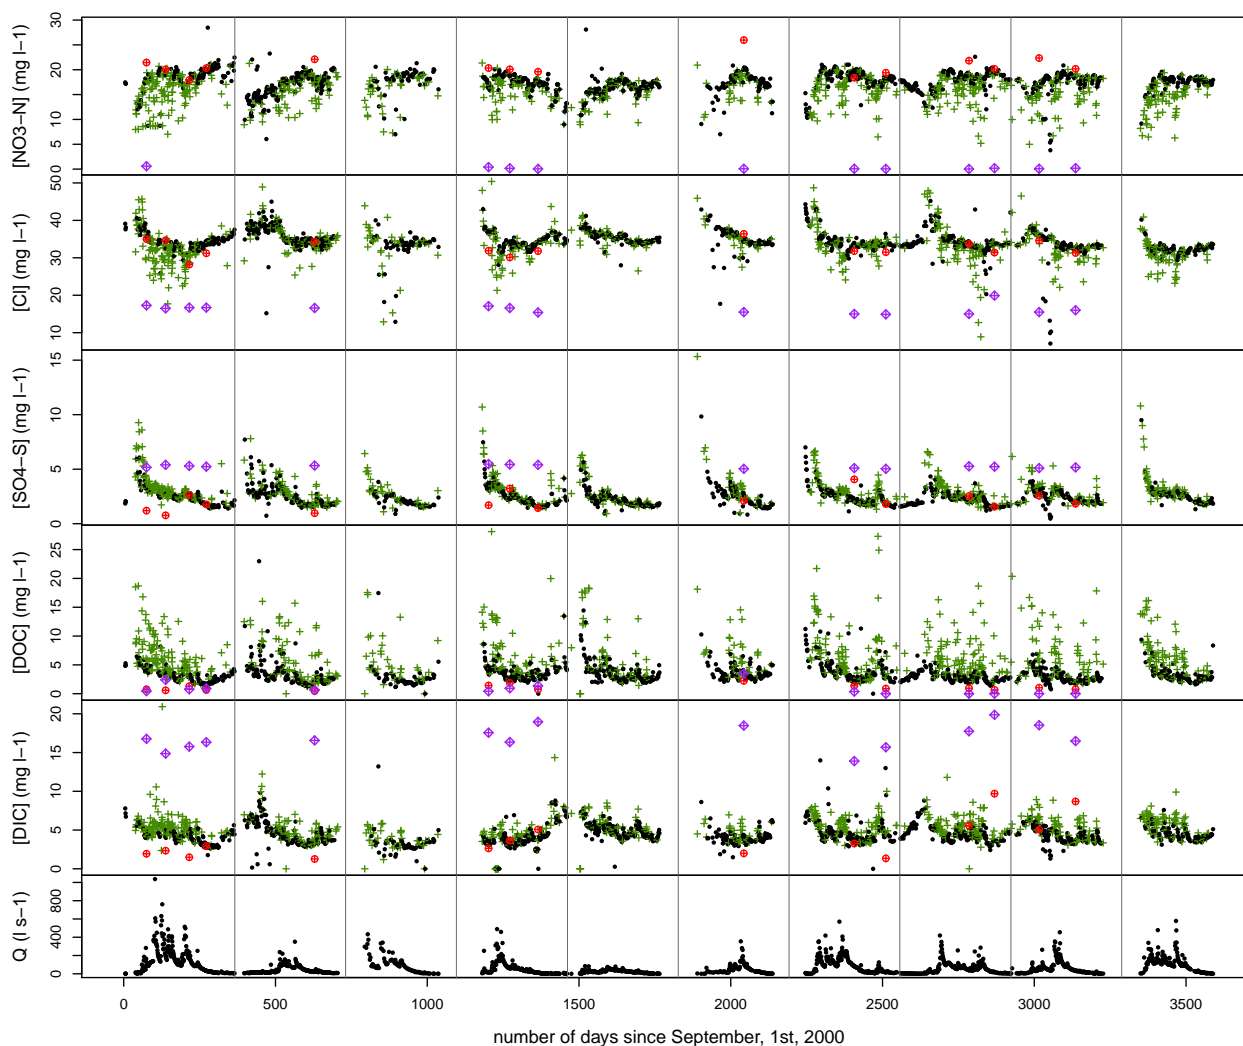 [NO3−N] (mg l−1)
0 5 10 20 30
[Cl] (mg l−1)
10 20 30 40 50
[SO4−S] (mg l−1)
0 5 10 15
[DOC] (mg l−1)
0 5 10 15 20 25
[DIC] (mg l−1)
0 5 10 15 20
Q (l s−1)
0 200 400 800
0 500 1000 1500 2000 2500 3000 3500
number of days since September, 1st, 2000